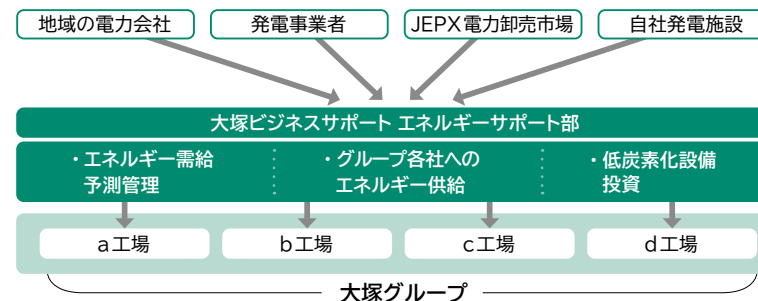 地域の電力会社
発電事業者
JEPX電力卸売市場
自社発電施設
大塚ビジネスサポート エネルギーサポート部
・エネルギー需給
予測管理
・グループ各社への
エネルギー供給
・低炭素化設備
投資
a工場
b工場
c工場
d工場
大塚グループ